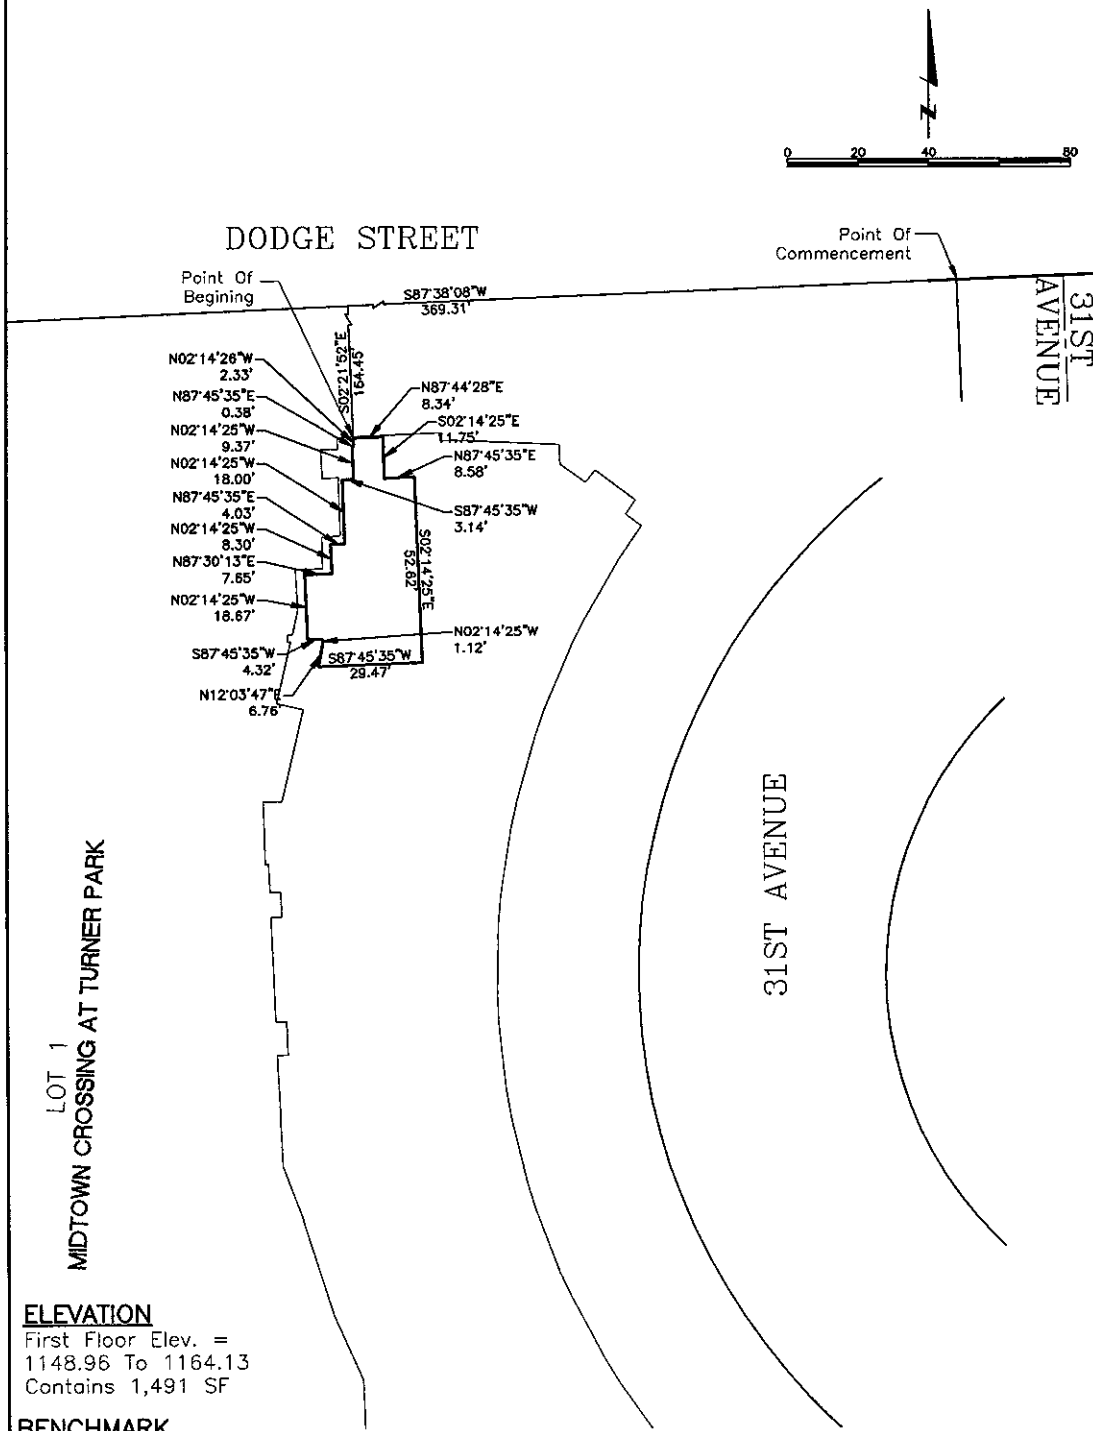 N
0 20 40 80
DODGE STREET
Point Of
Commencement
Point Of
Begining
S87°38'08"W
369.31'
31ST
AVENUE
S02°21'52"E
164.45'
N02°14'26"W
2.33'
N87°45'35"E
0.38'
N02°14'25"W
9.37'
N02°14'25"W
18.00'
N87°45'35"E
4.03'
N02°14'25"W
8.30'
N87°30'13"E
7.65'
N02°14'25"W
18.67'
S87°45'35"W
4.32'
N12°03'47"E
6.76'
N87°44'28"E
8.34'
S02°14'25"E
11.75'
N87°45'35"E
8.58'
S87°45'35"W
3.14'
S02°14'25"E
52.62'
N02°14'25"W
1.12'
S87°45'35"W
29.47'
31ST AVENUE
LOT 1
MIDTOWN CROSSING AT TURNER PARK
ELEVATION
First Floor Elev. =
1148.96 To 1164.13
Contains 1,491 SF
BENCHMARK